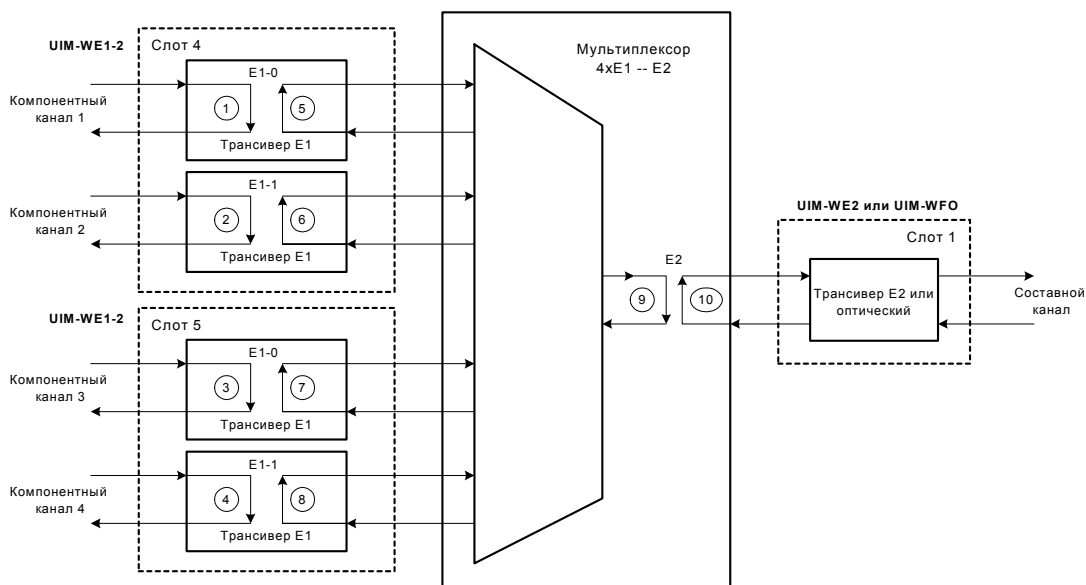 UIM-WE1-2
Слот 4
E1-0
Компонентный
канал 1
1
5
Трансивер E1
E1-1
Компонентный
канал 2
2
6
Трансивер E1
UIM-WE1-2
Слот 5
E1-0
Компонентный
канал 3
3
7
Трансивер E1
E1-1
Компонентный
канал 4
4
8
Трансивер E1
Мультиплексор
4xE1 -- E2
E2
9
10
UIM-WE2 или UIM-WFO
Слот 1
Трансивер E2 или
оптический
Составной
канал